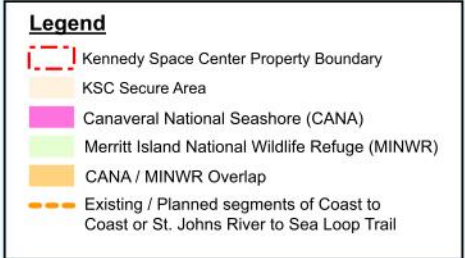 Legend
Kennedy Space Center Property Boundary
KSC Secure Area
Canaveral National Seashore (CANA)
Merritt Island National Wildlife Refuge (MINWR)
CANA / MINWR Overlap
Existing / Planned segments of Coast to
Coast or St. Johns River to Sea Loop Trail